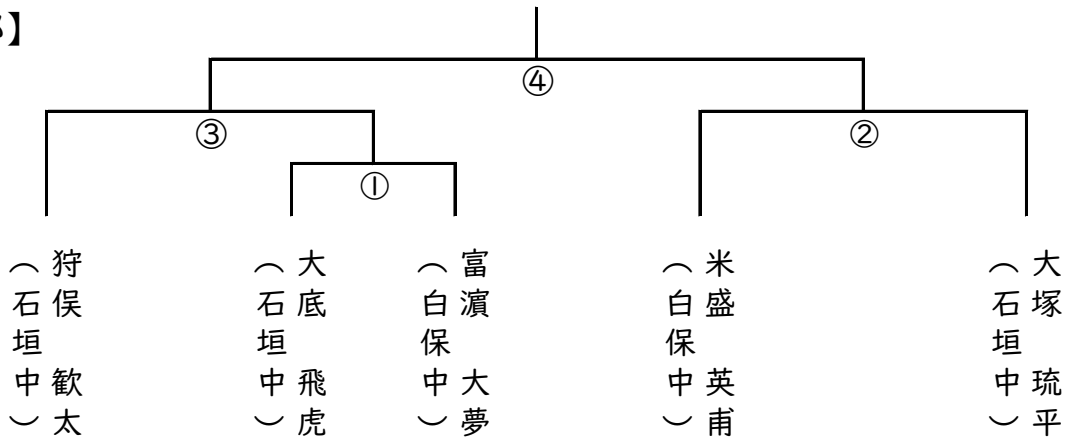 】
④
③
②
①
狩俣 歓太
（石垣中）
大底 飛虎
（石垣中）
富濵 大夢
（白保中）
米盛 英甫
（白保中）
大塚 琉平
（石垣中）